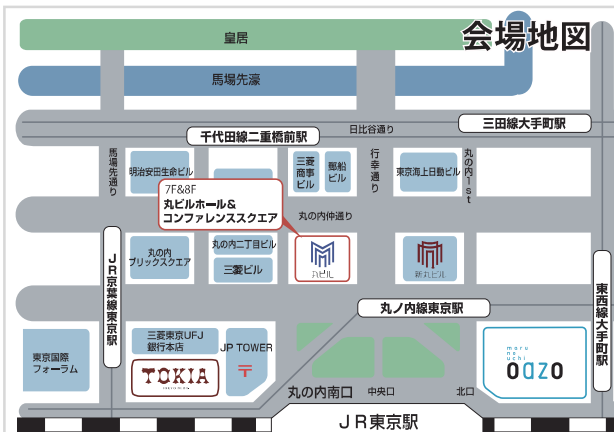 会場地図
皇居
馬場先濠
三田線大手町駅
日比谷通り
千代田線二重橋前駅
馬場先通り
明治安田生命ビル
三菱
商事
ビル
郵船
ビル
行幸通り
東京海上日動ビル
丸の内1st
7F&8F
丸ビルホール&
コンファレンススクエア
丸の内仲通り
丸の内
ブリックスクエア
丸の内二丁目ビル
三菱ビル
丸ビル
新丸ビル
JR京葉線東京駅
丸ノ内線東京駅
東西線大手町駅
東京国際
フォーラム
三菱東京UFJ
銀行本店
TOKIA
JP TOWER
〒
maru
no
uchi
oazo
丸の内南口
中央口
北口
JR東京駅